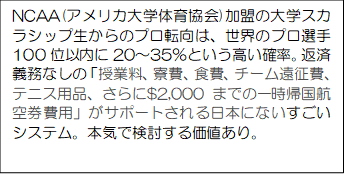 NCAA(アメリカ大学体育協会)加盟の大学スカ
ラシップ生からのプロ転向は、世界のプロ選手
100位以内に20～35%という高い確率。返済
義務なしの「授業料、寮費、食費、チーム遠征費、
テニス用品、さらに$2,000 までの一時帰国航
空券費用」がサポートされる日本にないすごい
システム。本気で検討する価値あり。